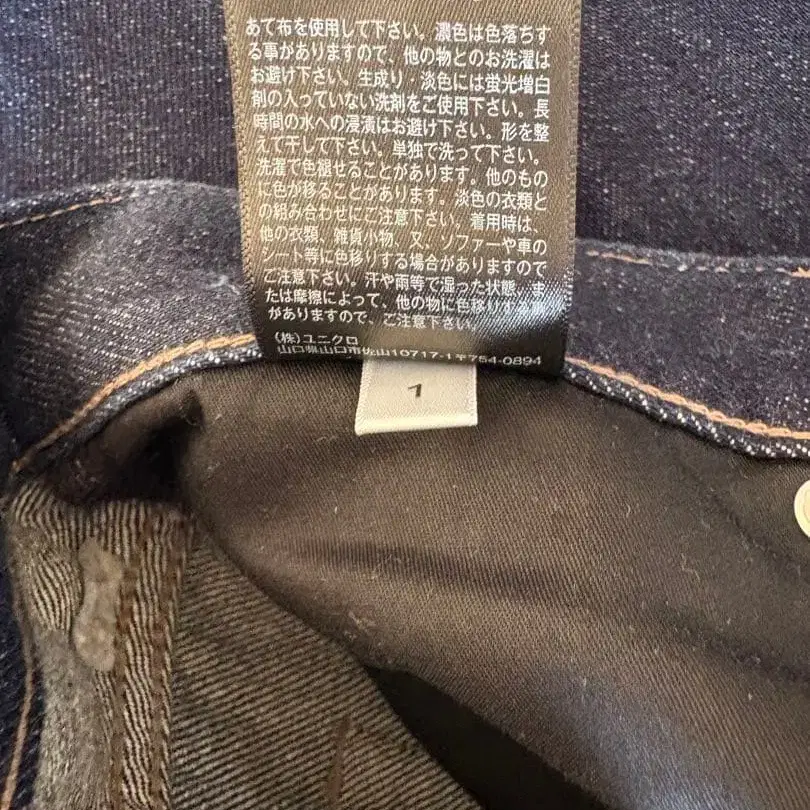 あて布を使用して下さい。濃色は色落ちす
る事がありますので、他の物とのお洗濯は
お避け下さい。生成り・淡色には蛍光増白
剤の入っていない洗剤をご使用下さい。長
時間の水への浸漬はお避け下さい。形を整
えて干して下さい。単独で洗って下さい。
洗濯で色褪せることがあります。他のもの
に色が移ることがあります。淡色の衣類と
の組み合わせにご注意下さい。着用時は、
他の衣類、雑貨小物、又、ソファーや車の
シート等に色移りする場合がありますので
ご注意下さい。汗や雨等で湿った状態、ま
たは摩擦によって、他の物に色移りする事
がありますので、ご注意下さい。
(株)ユニクロ
山口県山口市佐山10717-1〒754-0894
1